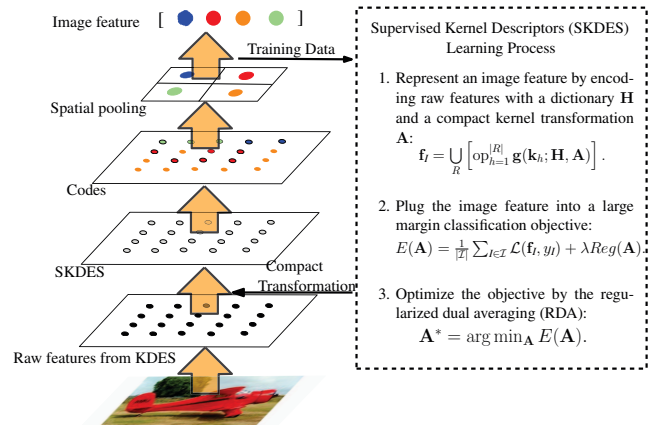 Image feature [ ]
Training Data
Spatial pooling
Codes
SKDES
Compact
Transformation
Raw features from KDES
Supervised Kernel Descriptors (SKDES)
Learning Process
1. Represent an image feature by encod-
ing raw features with a dictionary H
and a compact kernel transformation
A:
f_I = ⋃_R [op_{h=1}^{|R|} g(k_h; H, A)] .
2. Plug the image feature into a large
margin classification objective:
E(A) = 1/|I| ∑_{I∈I} L(f_I, y_I) + λReg(A).
3. Optimize the objective by the regu-
larized dual averaging (RDA):
A* = arg min_A E(A).